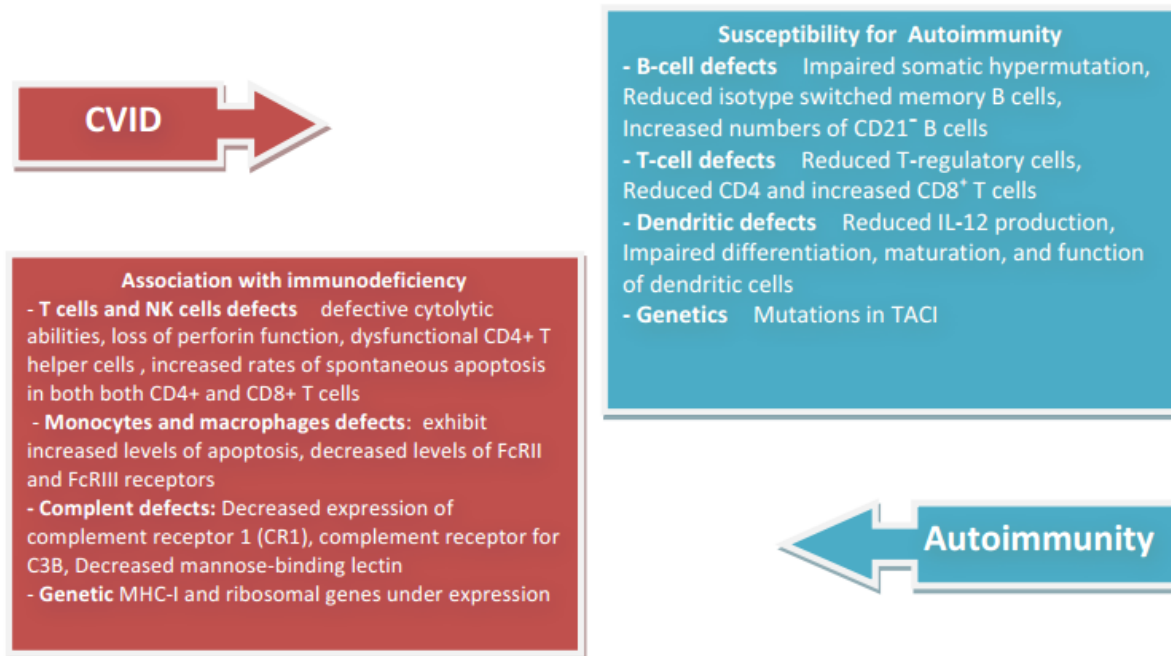 CVID
Susceptibility for Autoimmunity
- B-cell defects Impaired somatic hypermutation,
Reduced isotype switched memory B cells,
Increased numbers of CD21⁻ B cells
- T-cell defects Reduced T-regulatory cells,
Reduced CD4 and increased CD8⁺ T cells
- Dendritic defects Reduced IL-12 production,
Impaired differentiation, maturation, and function
of dendritic cells
- Genetics Mutations in TACI
Association with immunodeficiency
- T cells and NK cells defects defective cytolytic
abilities, loss of perforin function, dysfunctional CD4+ T
helper cells , increased rates of spontaneous apoptosis
in both both CD4+ and CD8+ T cells
- Monocytes and macrophages defects: exhibit
increased levels of apoptosis, decreased levels of FcRII
and FcRIII receptors
- Complent defects: Decreased expression of
complement receptor 1 (CR1), complement receptor for
C3B, Decreased mannose-binding lectin
- Genetic MHC-I and ribosomal genes under expression
Autoimmunity